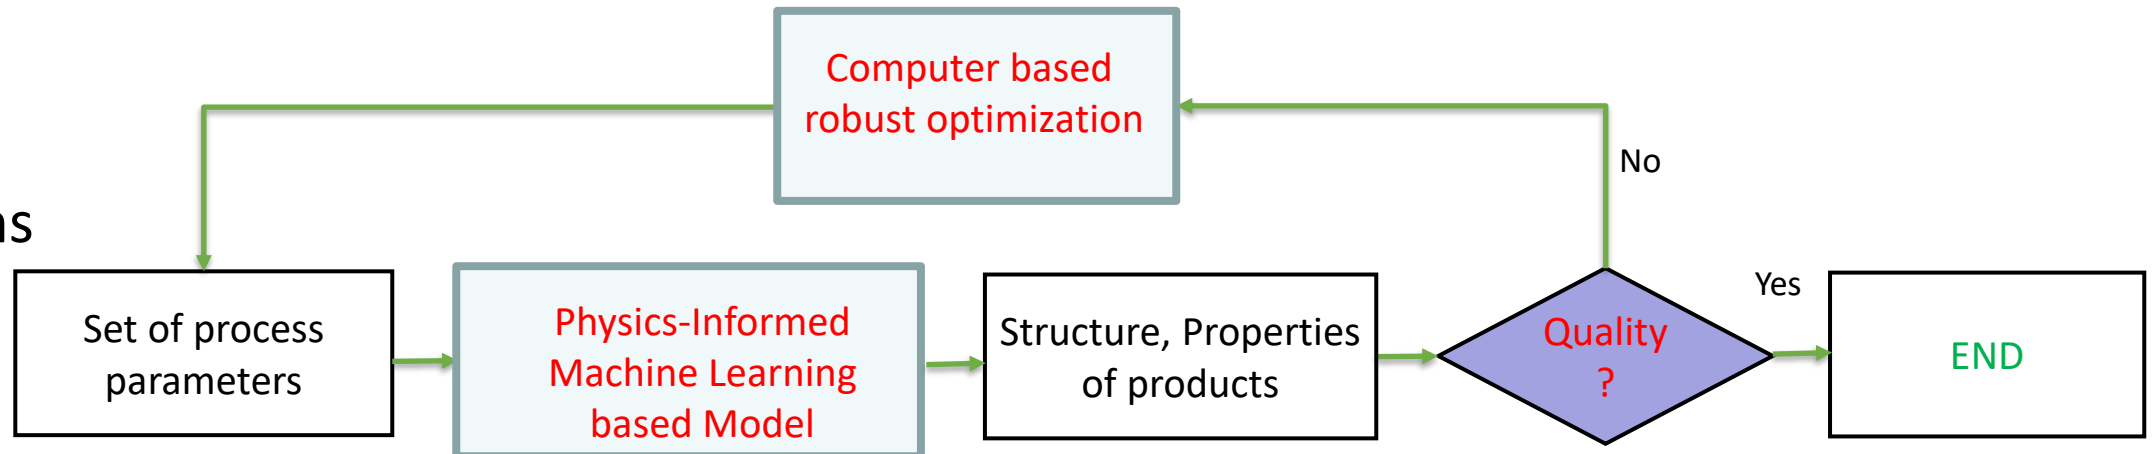 Computer based
robust optimization
No
Set of process
parameters
Physics-Informed
Machine Learning
based Model
Structure, Properties
of products
Quality
?
Yes
END